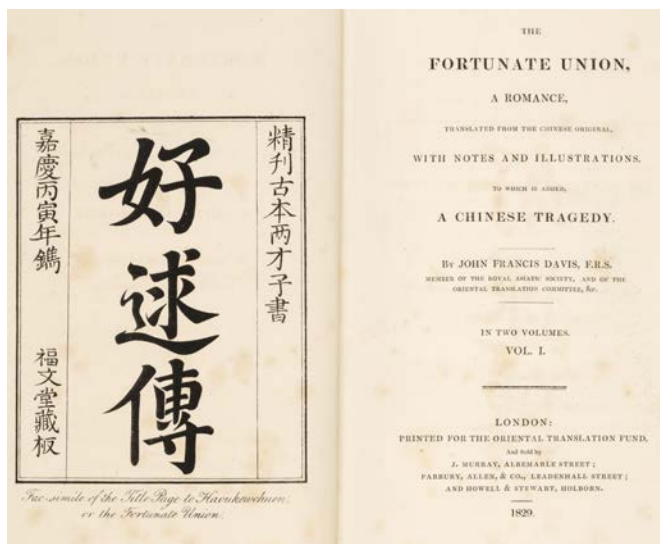 精刊古本两才子書
好逑傳
嘉慶丙寅年鐫
福文堂藏板
Fac-simile of the Title Page to Haoukewchuen,
or the Fortunate Union.
THE
FORTUNATE UNION,
A ROMANCE,
TRANSLATED FROM THE CHINESE ORIGINAL,
WITH NOTES AND ILLUSTRATIONS.
TO WHICH IS ADDED,
A CHINESE TRAGEDY.
BY JOHN FRANCIS DAVIS, F.R.S.
MEMBER OF THE ROYAL ASIATIC SOCIETY, AND OF THE
ORIENTAL TRANSLATION COMMITTEE, &c.
IN TWO VOLUMES.
VOL. I.
LONDON:
PRINTED FOR THE ORIENTAL TRANSLATION FUND,
And Sold by
J. MURRAY, ALBEMARLE STREET;
PARBURY, ALLEN, & CO., LEADENHALL STREET;
AND HOWELL & STEWART, HOLBORN.
1829.